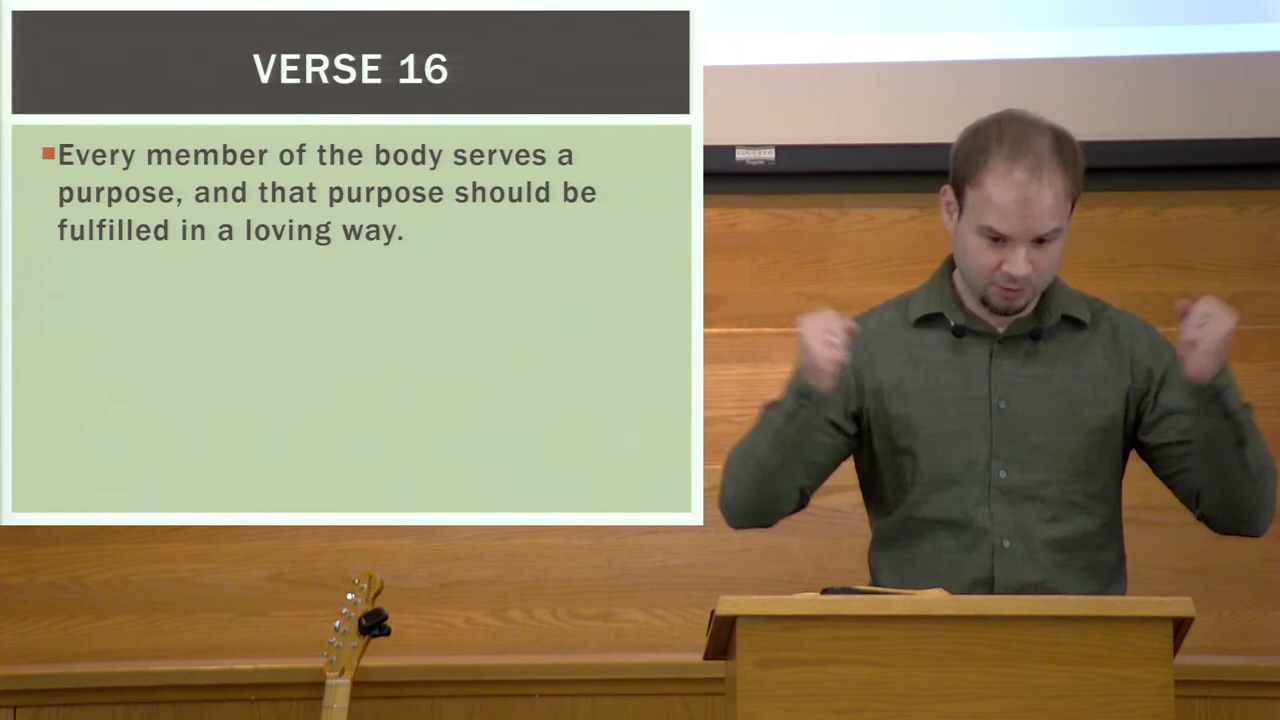 VERSE 16
Every member of the body serves a
purpose, and that purpose should be
fulfilled in a loving way.